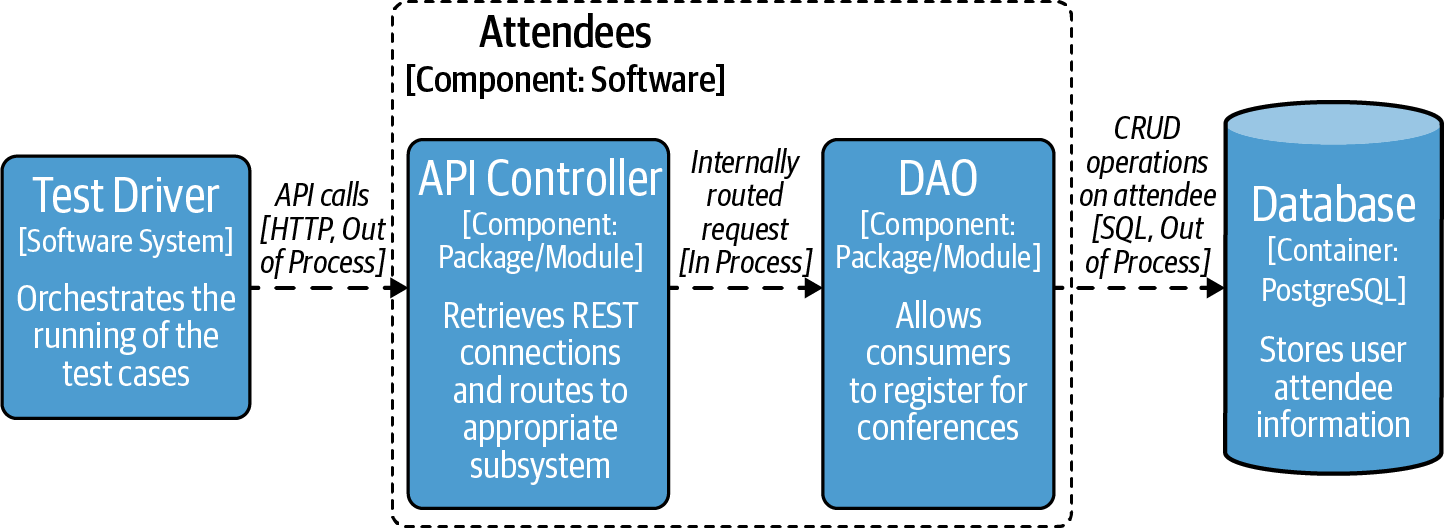 Attendees
[Component: Software]
Test Driver
[Software System]
Orchestrates the
running of the
test cases
API calls
[HTTP, Out
of Process]
API Controller
[Component:
Package/Module]
Retrieves REST
connections
and routes to
appropriate
subsystem
Internally
routed
request
[In Process]
DAO
[Component:
Package/Module]
Allows
consumers
to register for
conferences
CRUD
operations
on attendee
[SQL, Out
of Process]
Database
[Container:
PostgreSQL]
Stores user
attendee
information